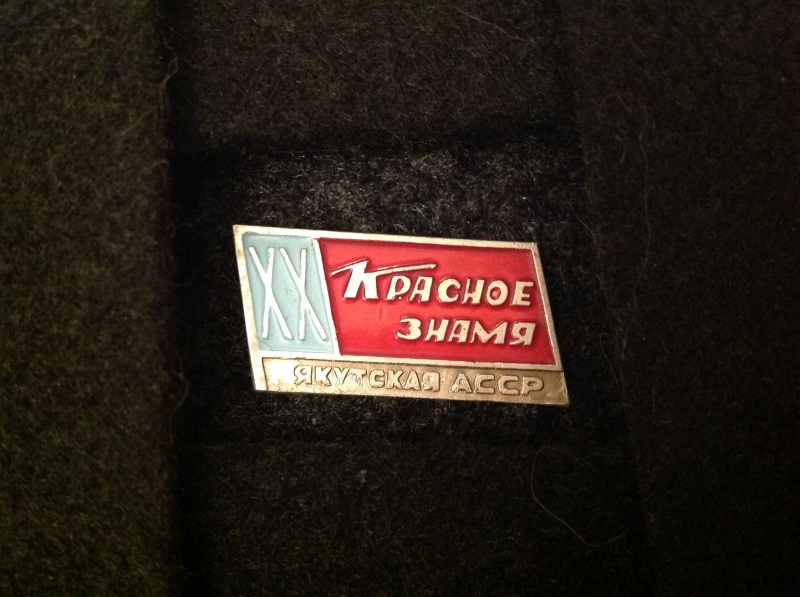 XX
Красное
знамя
Якутская АССР